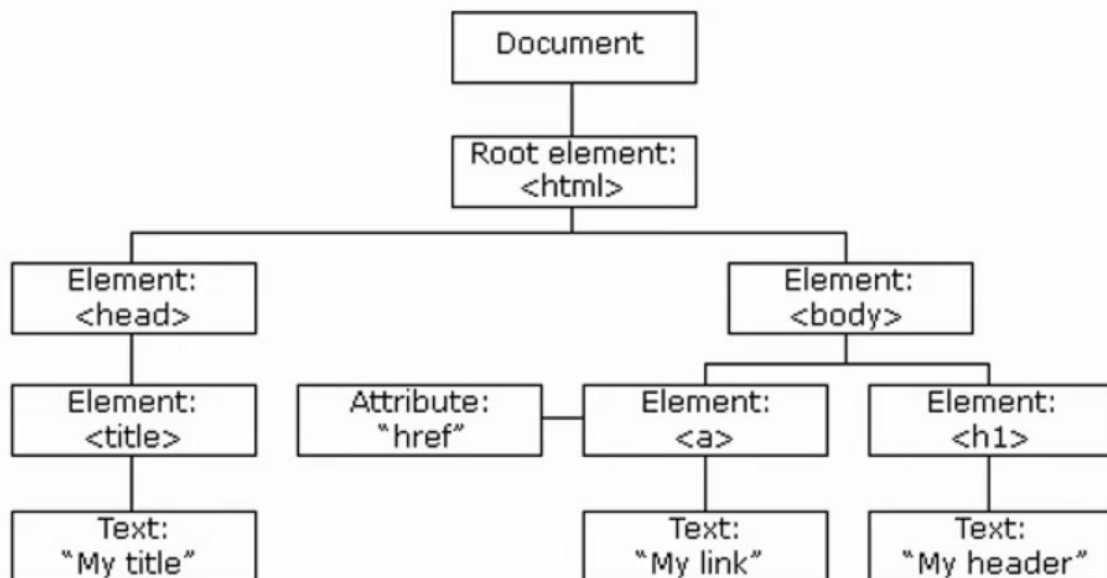 Document
Root element:
<html>
Element:
<head>
Element:
<body>
Element:
<title>
Attribute:
“href”
Element:
<a>
Element:
<h1>
Text:
“My title”
Text:
“My link”
Text:
“My header”